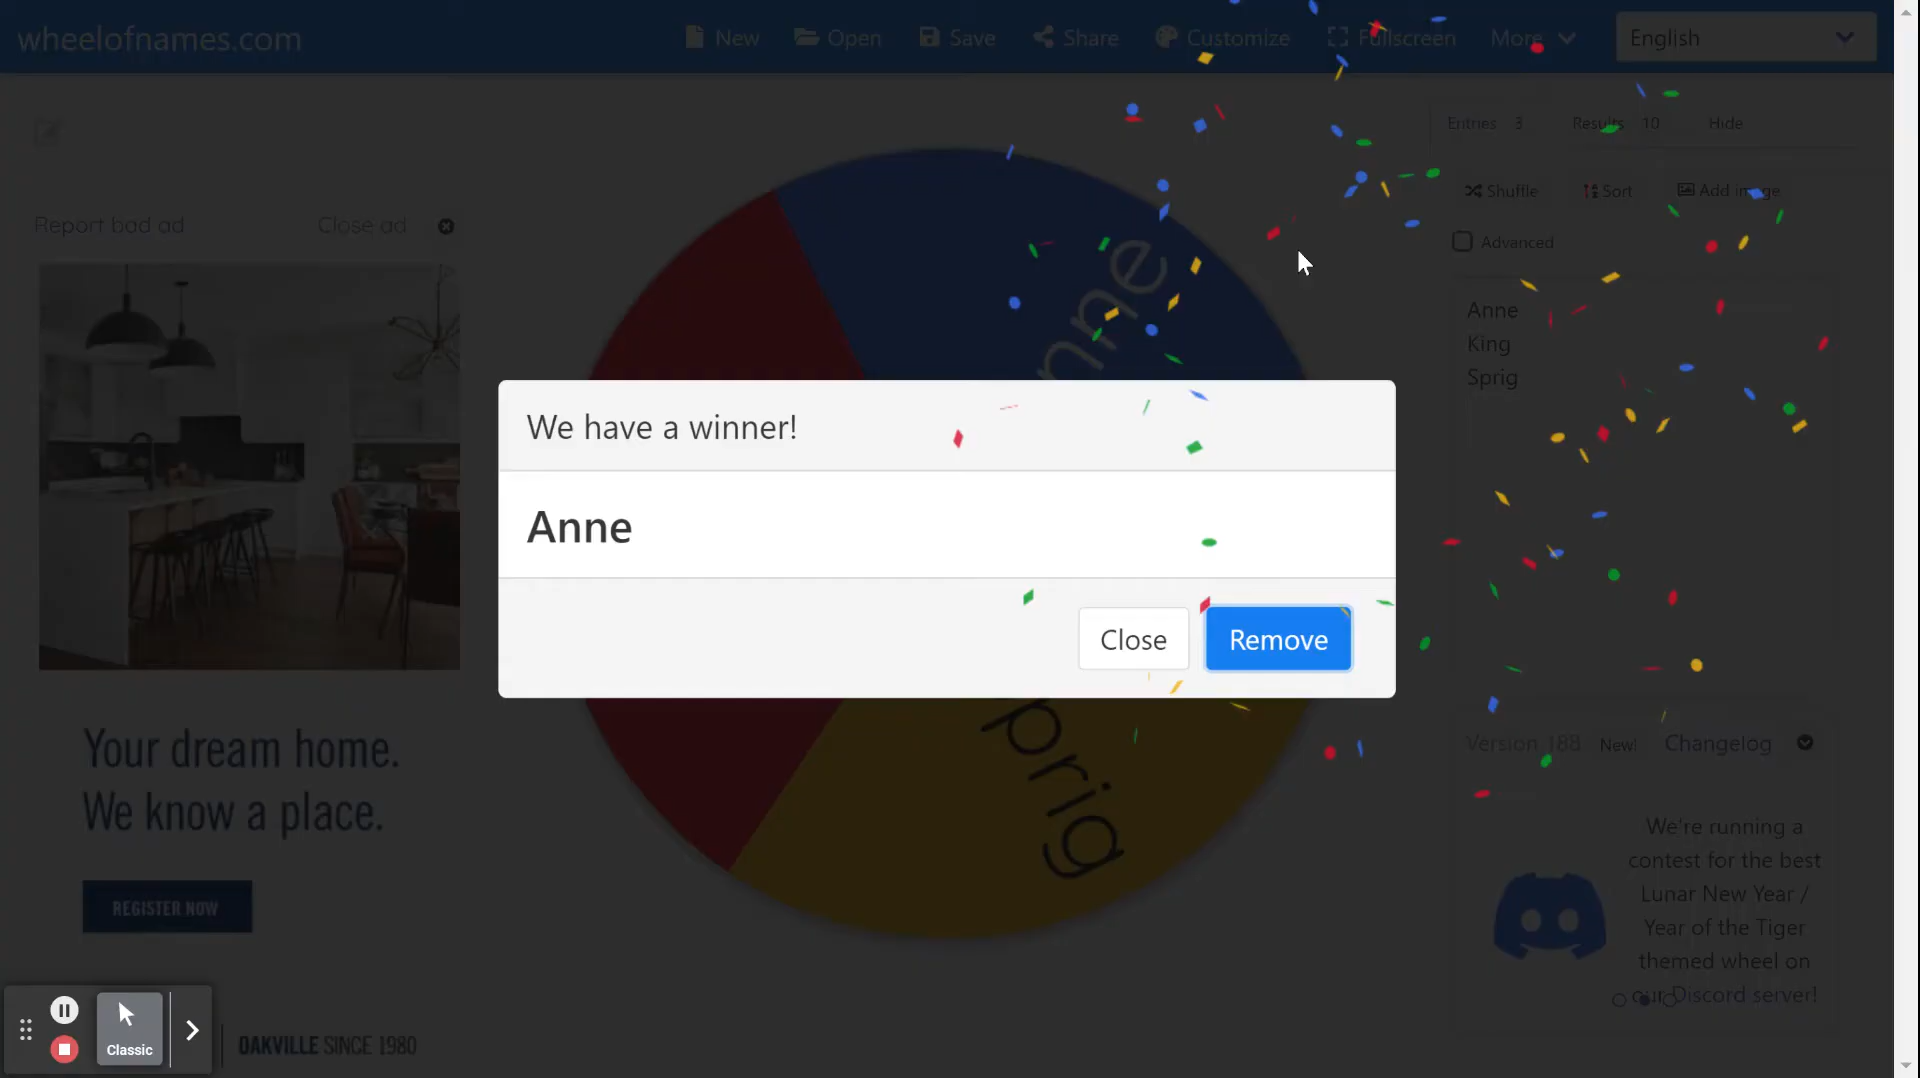 wheelofnames.com
New
Open
Save
Share
Customize
Fullscreen
More
English
Entries 3
Results 10
Hide
Shuffle
Sort
Add image
Advanced
Report bad ad
Close ad
Anne
King
Sprig
nne
We have a winner!
Anne
Close
Remove
prig
Your dream home.
We know a place.
REGISTER NOW
OAKVILLE SINCE 1980
Version 188
New!
Changelog
We're running a
contest for the best
Lunar New Year /
Year of the Tiger
themed wheel on
our Discord server!
Classic